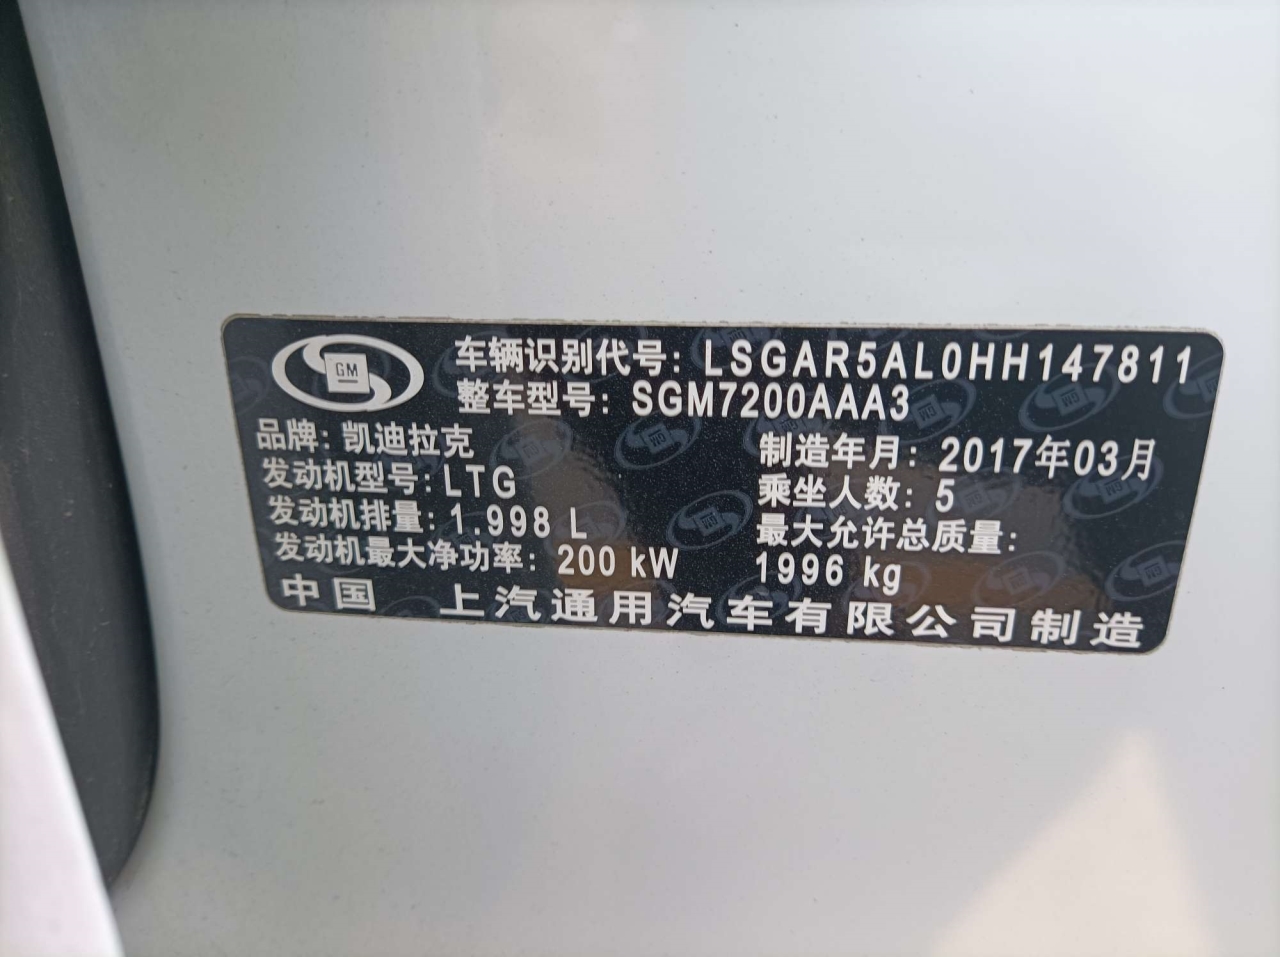 GM
车辆识别代号: LSGAR5AL0HH147811
整车型号: SGM7200AAA3
品牌: 凯迪拉克
制造年月: 2017年03月
发动机型号: LTG
乘坐人数: 5
发动机排量: 1.998 L
最大允许总质量:
发动机最大净功率: 200 kW
1996 kg
中国 上汽通用汽车有限公司制造